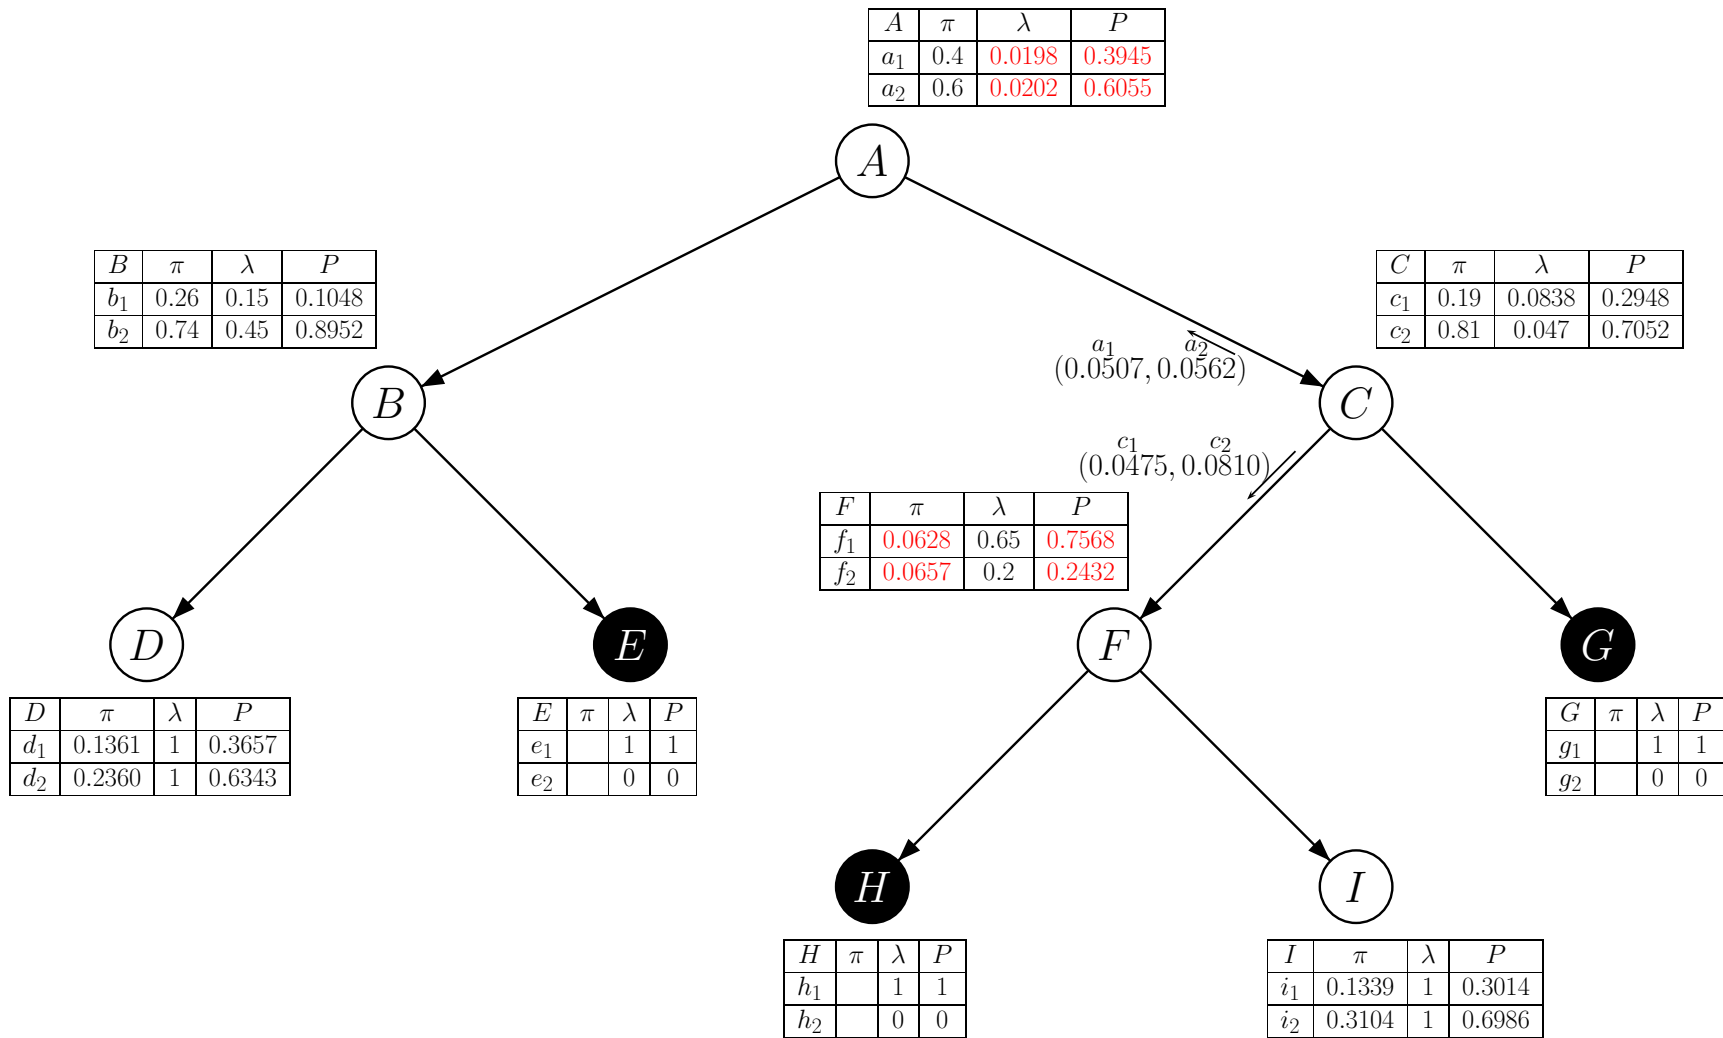 A π λ P
a₁ 0.4 0.0198 0.3945
a₂ 0.6 0.0202 0.6055
A
B π λ P
b₁ 0.26 0.15 0.1048
b₂ 0.74 0.45 0.8952
C π λ P
c₁ 0.19 0.0838 0.2948
c₂ 0.81 0.047 0.7052
a₁ a₂
(0.0507, 0.0562)
B
C
c₁ c₂
(0.0475, 0.0810)
F π λ P
f₁ 0.0628 0.65 0.7568
f₂ 0.0657 0.2 0.2432
D
E
F
G
D π λ P
d₁ 0.1361 1 0.3657
d₂ 0.2360 1 0.6343
E π λ P
e₁ 1 1
e₂ 0 0
G π λ P
g₁ 1 1
g₂ 0 0
H
I
H π λ P
h₁ 1 1
h₂ 0 0
I π λ P
i₁ 0.1339 1 0.3014
i₂ 0.3104 1 0.6986